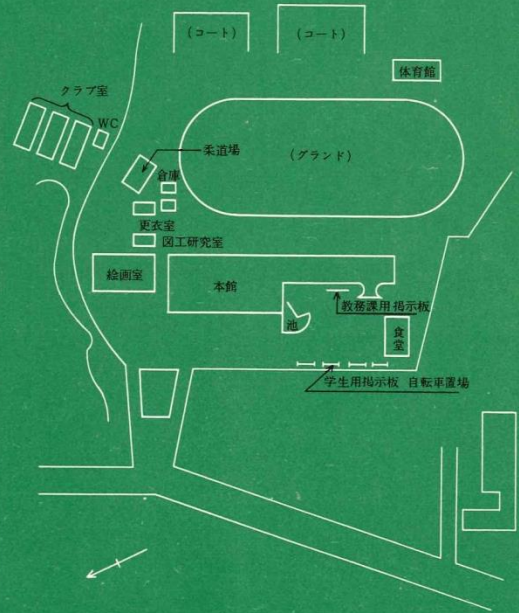 (コート)
(コート)
体育館
クラブ室
WC
柔道場
(グランド)
倉庫
更衣室
図工研究室
絵画室
本館
教務課用掲示板
池
食堂
学生用掲示板 自転車置場